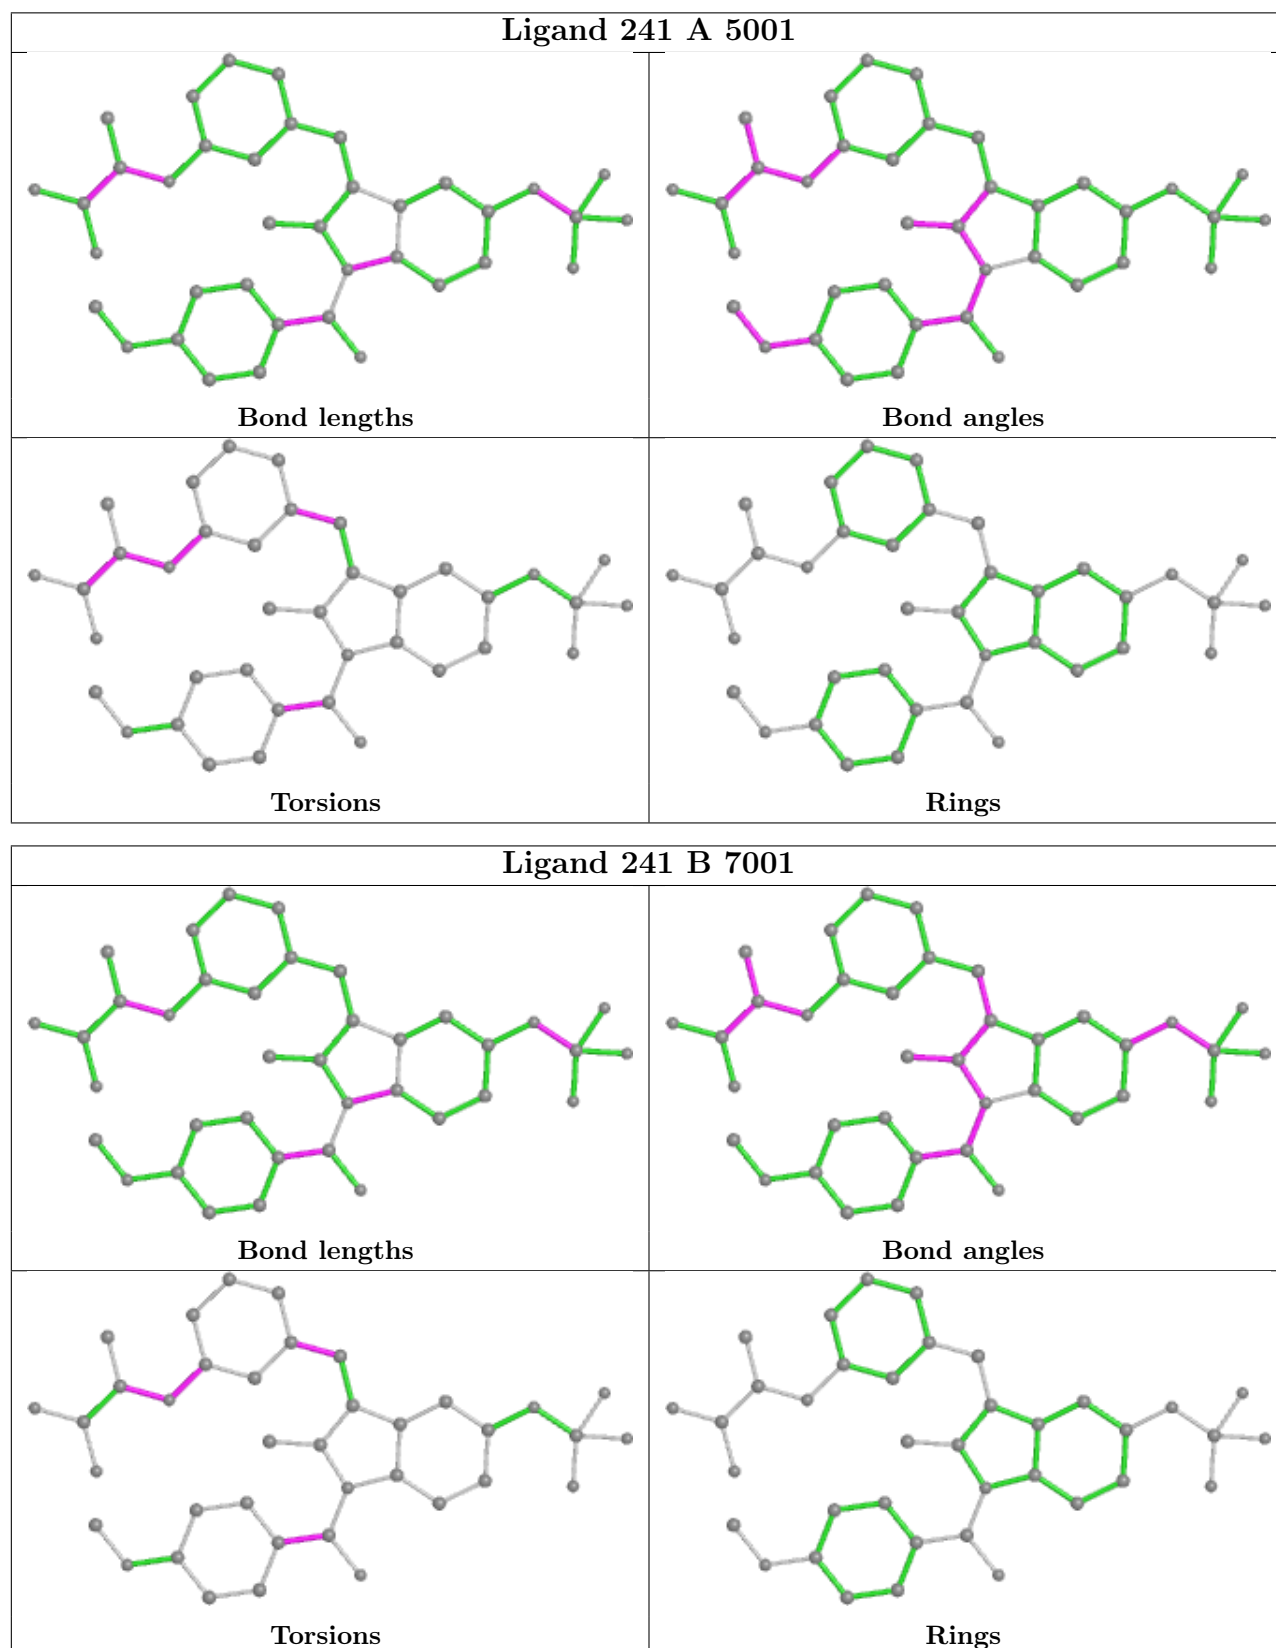 Ligand 241 A 5001
Bond lengths
Bond angles
Torsions
Rings
Ligand 241 B 7001
Bond lengths
Bond angles
Torsions
Rings